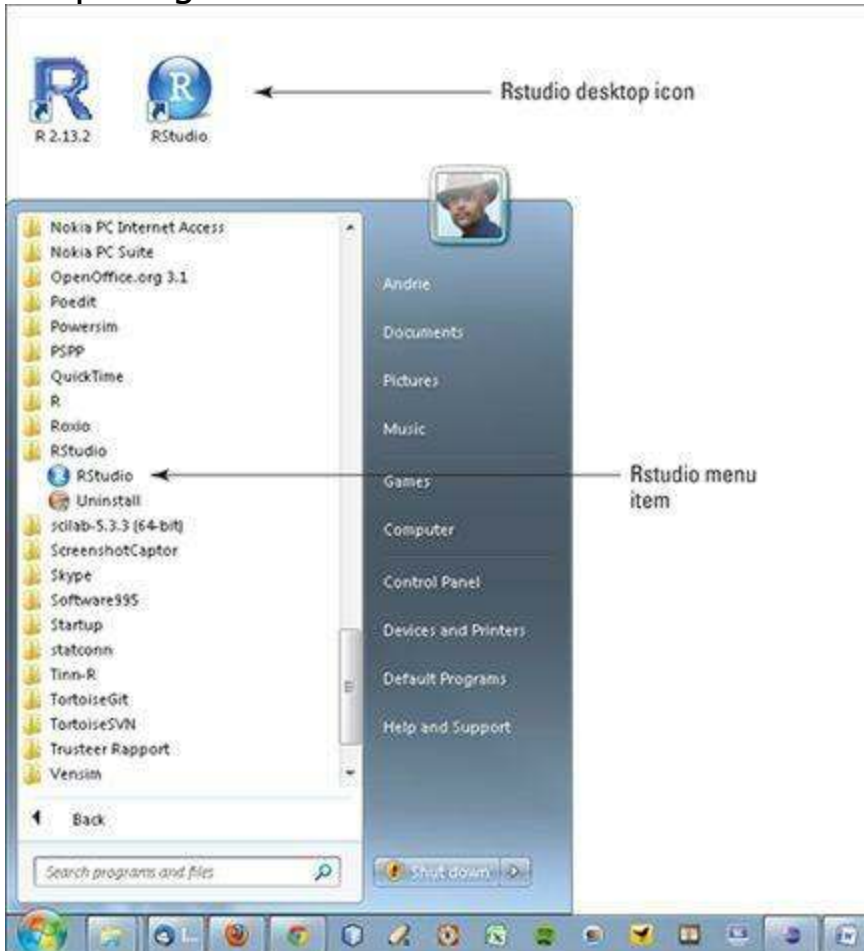 R 2.13.2
RStudio
Rstudio desktop icon
Nokia PC Internet Access
Nokia PC Suite
OpenOffice.org 3.1
Poedit
Powersim
PSPP
QuickTime
R
Roxio
RStudio
RStudio
Uninstall
scilab-5.3.3 (64-bit)
ScreenshotCaptor
Skype
Software995
Startup
statconn
Tinn-R
TortoiseGit
TortoiseSVN
Trusteer Rapport
Vensim
Back
Search programs and files
Andrie
Documents
Pictures
Music
Games
Computer
Control Panel
Devices and Printers
Default Programs
Help and Support
Shut down
Rstudio menu
item